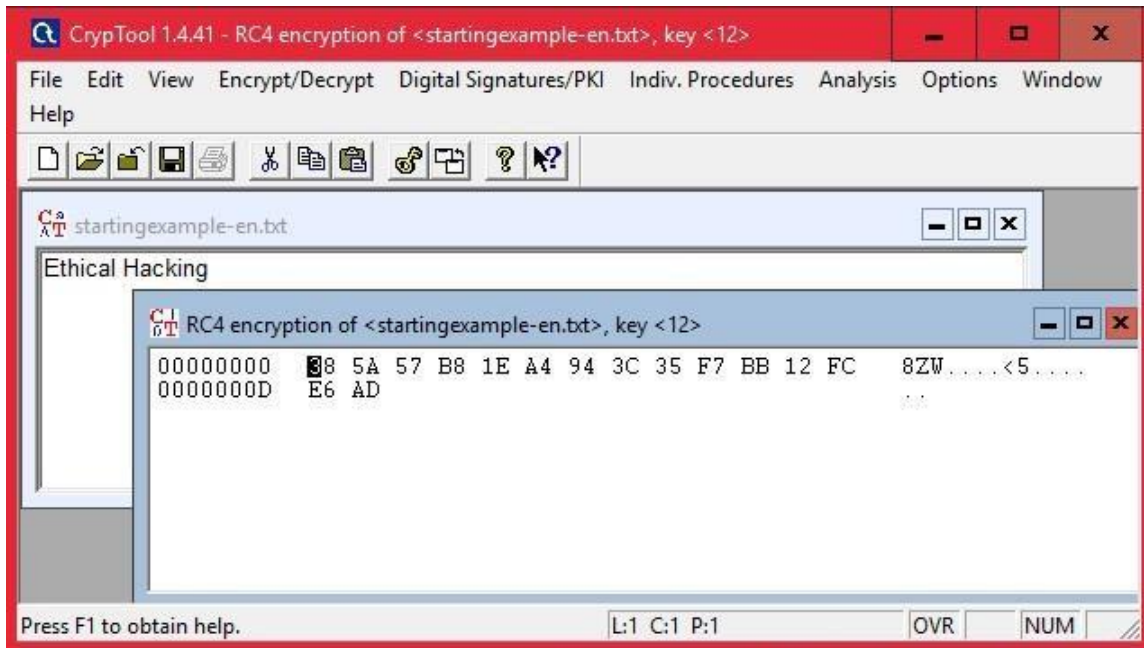 CrypTool 1.4.41 - RC4 encryption of <startingexample-en.txt>, key <12>
File Edit View Encrypt/Decrypt Digital Signatures/PKI Indiv. Procedures Analysis Options Window
Help
startingexample-en.txt
Ethical Hacking
RC4 encryption of <startingexample-en.txt>, key <12>
00000000 38 5A 57 B8 1E A4 94 3C 35 F7 BB 12 FC 8ZW....<5....
0000000D E6 AD ..
Press F1 to obtain help. L:1 C:1 P:1 OVR NUM